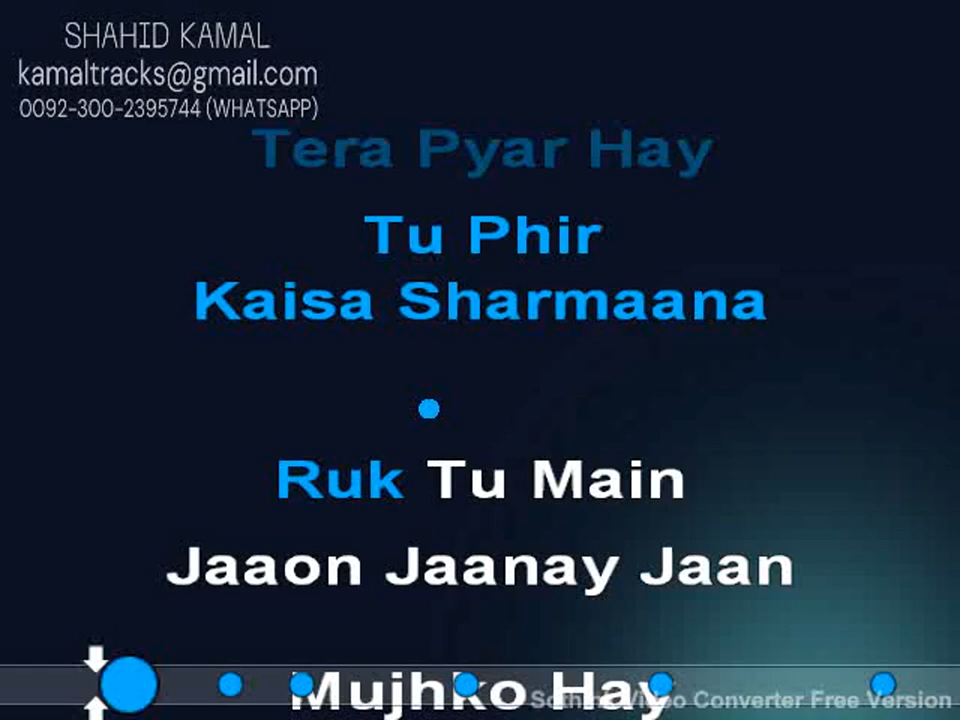 SHAHID KAMAL
kamaltracks@gmail.com
0092-300-2395744 (WHATSAPP)
Tera Pyar Hay
Tu Phir
Kaisa Sharmaana
Ruk Tu Main
Jaaon Jaanay Jaan
Mujhko Hay
Sothink Video Converter Free Version